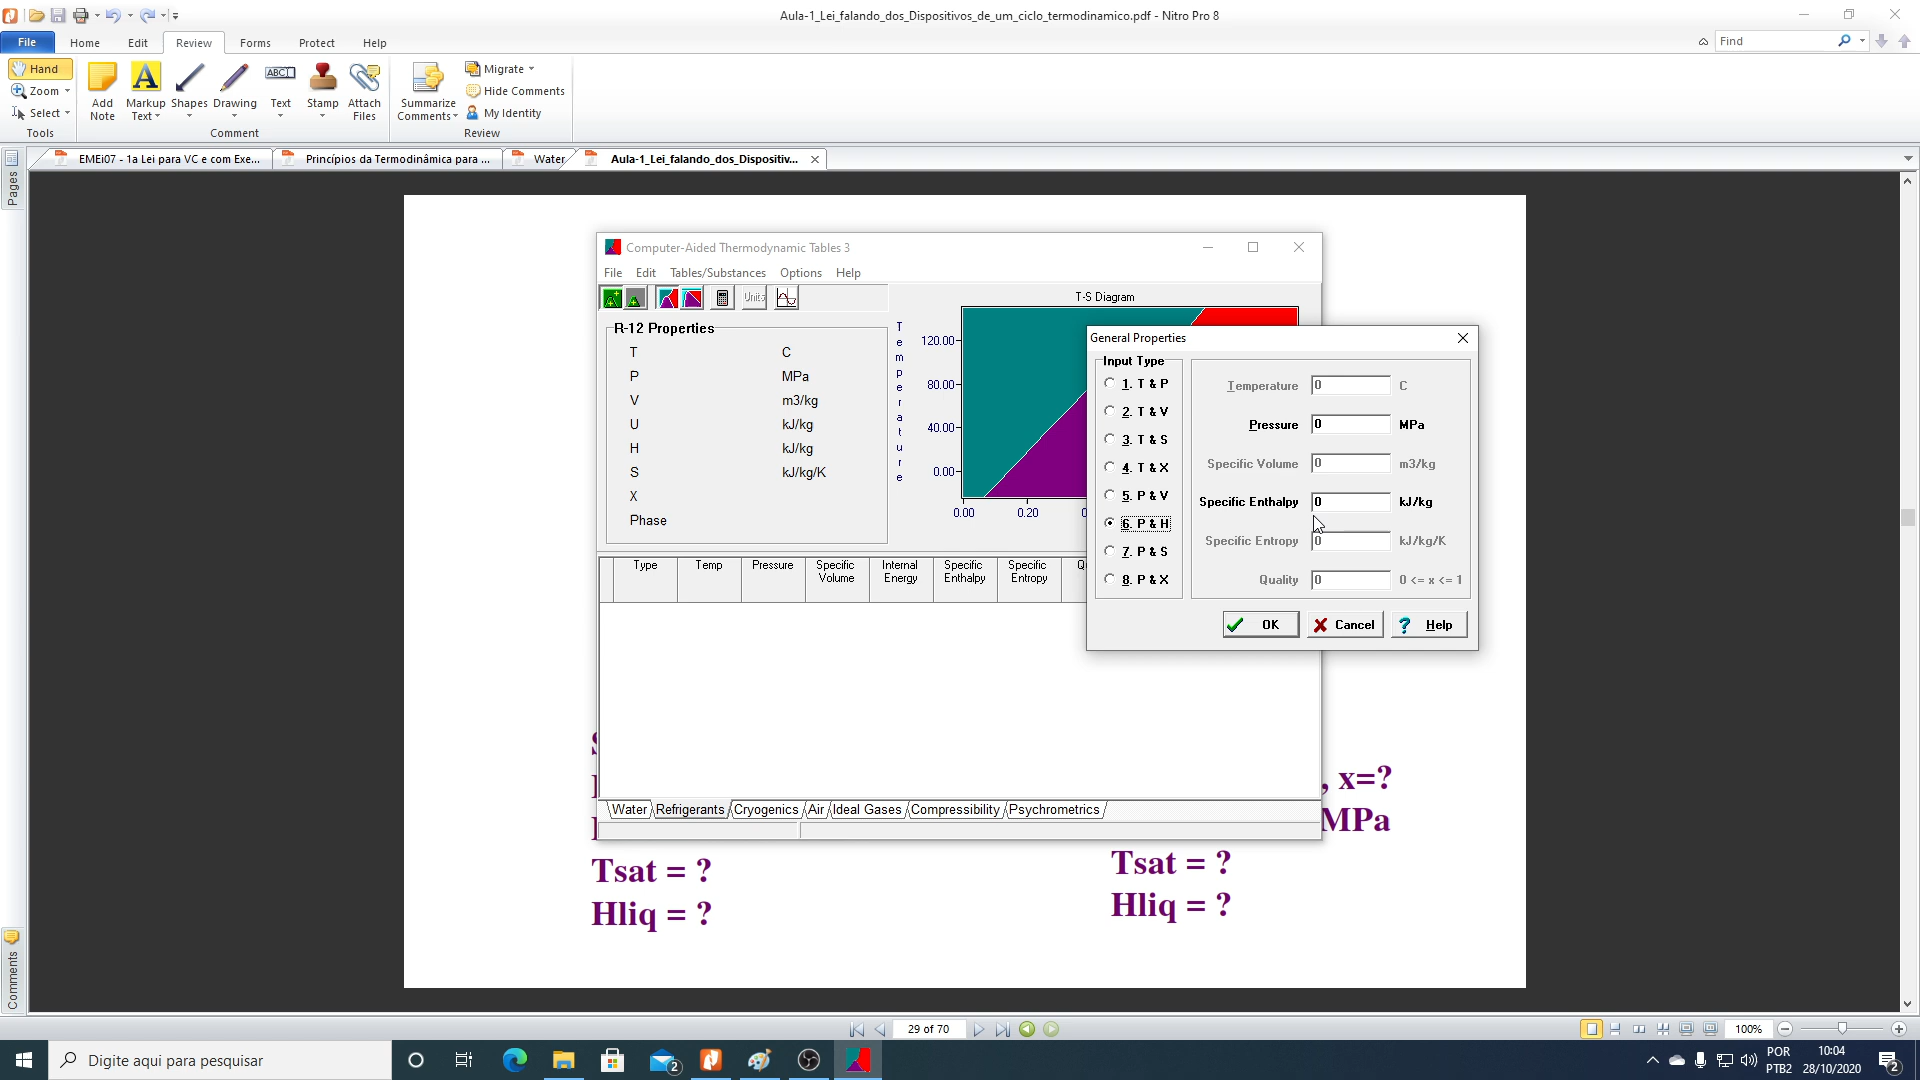 Aula-1_Lei_falando_dos_Dispositivos_de_um_ciclo_termodinamico.pdf - Nitro Pro 8
File Home Edit Review Forms Protect Help
Find
Hand
Zoom
Select
Tools
Add Note
Markup Text
Shapes
Drawing
Text
Stamp
Attach Files
Comment
Summarize Comments
Migrate
Hide Comments
My Identity
Review
EMEi07 - 1a Lei para VC e com Exe...
Princípios da Termodinâmica para ...
Water
Aula-1_Lei_falando_dos_Dispositiv...
Pages
Comments
Computer-Aided Thermodynamic Tables 3
File Edit Tables/Substances Options Help
Units
R-12 Properties
T C
P MPa
V m3/kg
U kJ/kg
H kJ/kg
S kJ/kg/K
X
Phase
T-S Diagram
Temperature
120.00
80.00
40.00
0.00
0.00 0.20
Type Temp Pressure Specific Volume Internal Energy Specific Enthalpy Specific Entropy
Water Refrigerants Cryogenics Air Ideal Gases Compressibility Psychrometrics
General Properties
Input Type
1. T & P
2. T & V
3. T & S
4. T & X
5. P & V
6. P & H
7. P & S
8. P & X
Temperature 0 C
Pressure 0 MPa
Specific Volume 0 m3/kg
Specific Enthalpy 0 kJ/kg
Specific Entropy 0 kJ/kg/K
Quality 0 0 <= x <= 1
OK Cancel Help
, x=?
MPa
Tsat = ?
Hliq = ?
Tsat = ?
Hliq = ?
29 of 70
100%
Digite aqui para pesquisar
2
POR
PTB2
10:04
28/10/2020
2